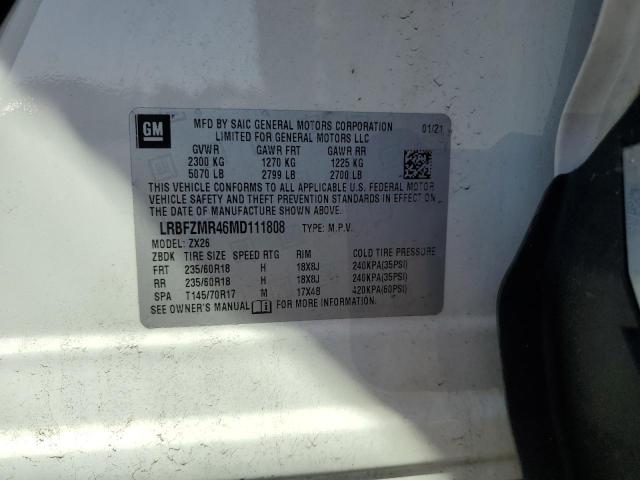 GM
MFD BY SAIC GENERAL MOTORS CORPORATION 01/21
LIMITED FOR GENERAL MOTORS LLC
GVWR GAWR FRT GAWR RR
2300 KG 1270 KG 1225 KG
5070 LB 2799 LB 2700 LB
THIS VEHICLE CONFORMS TO ALL APPLICABLE U.S. FEDERAL MOTOR
VEHICLE SAFETY AND THEFT PREVENTION STANDARDS IN EFFECT ON
THE DATE OF MANUFACTURE SHOWN ABOVE.
LRBFZMR46MD111808 TYPE: M.P.V.
MODEL: ZX26
ZBDK TIRE SIZE SPEED RTG RIM COLD TIRE PRESSURE
FRT 235/60R18 H 18X8J 240KPA(35PSI)
RR 235/60R18 H 18X8J 240KPA(35PSI)
SPA T145/70R17 M 17X4B 420KPA(60PSI)
SEE OWNER'S MANUAL FOR MORE INFORMATION.